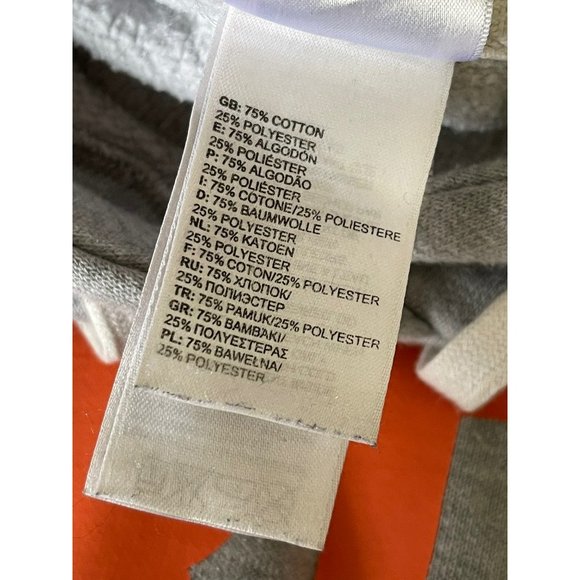 GB: 75% COTTON
25% POLYESTER
E: 75% ALGODÓN
25% POLIÉSTER
P: 75% ALGODÃO
25% POLIÉSTER
I: 75% COTONE/25% POLIESTERE
D: 75% BAUMWOLLE
25% POLYESTER
NL: 75% KATOEN
25% POLYESTER
F: 75% COTON/25% POLYESTER
RU: 75% ХЛОПОК/
25% ПОЛИЭСТЕР
TR: 75% PAMUK/25% POLYESTER
GR: 75% ΒΑΜΒΑΚΙ/
25% ΠΟΛΥΕΣΤΕΡΑΣ
PL: 75% BAWEŁNA/
25% POLYESTER